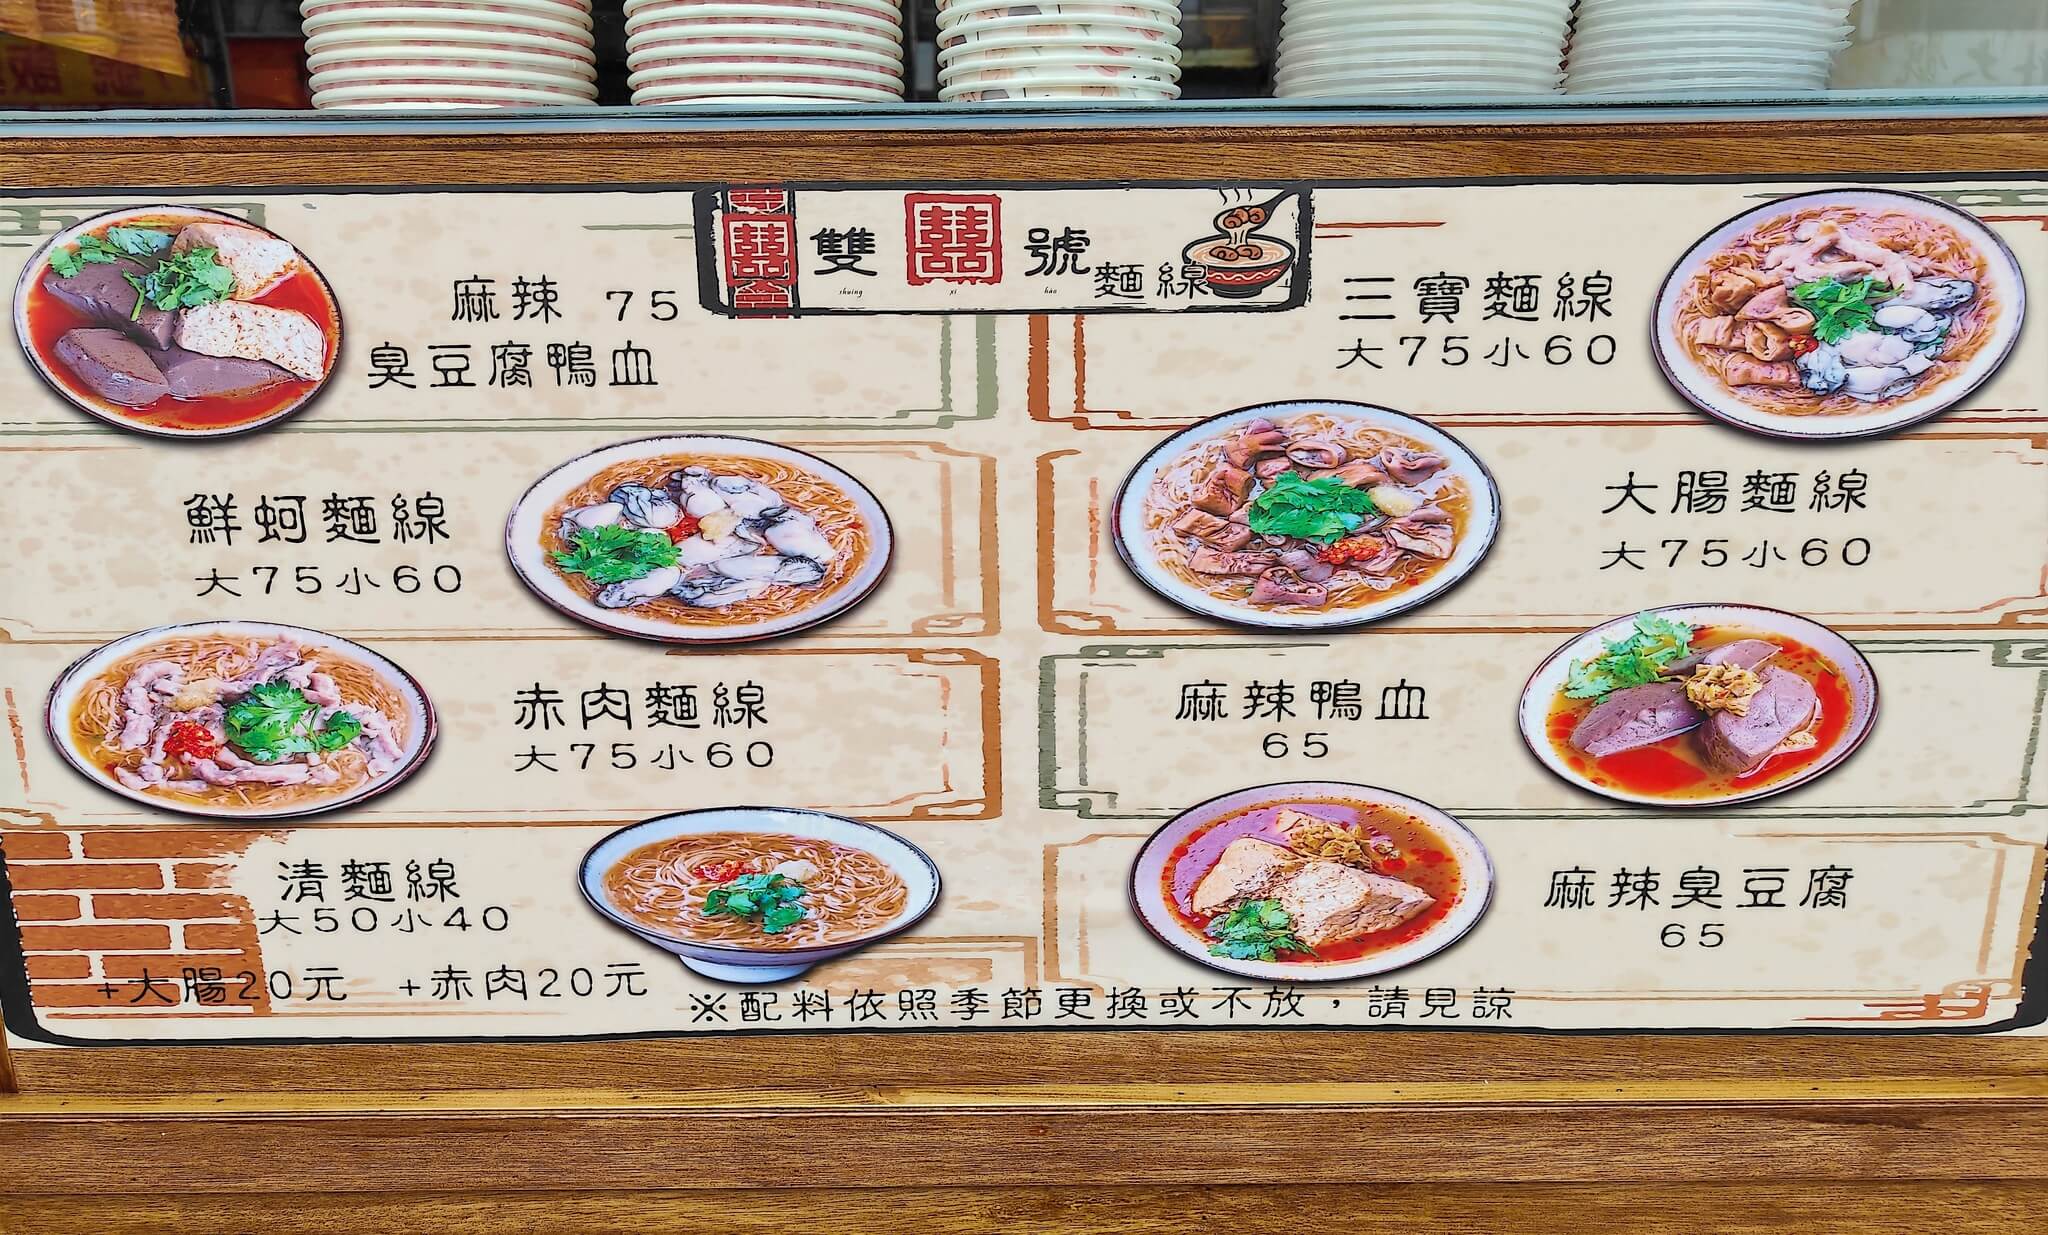 雙囍號麵線
shuang xi hao
麻辣 75
臭豆腐鴨血
三寶麵線
大75小60
鮮蚵麵線
大75小60
大腸麵線
大75小60
赤肉麵線
大75小60
麻辣鴨血
65
清麵線
大50小40
麻辣臭豆腐
65
+大腸20元 +赤肉20元
※配料依照季節更換或不放，請見諒